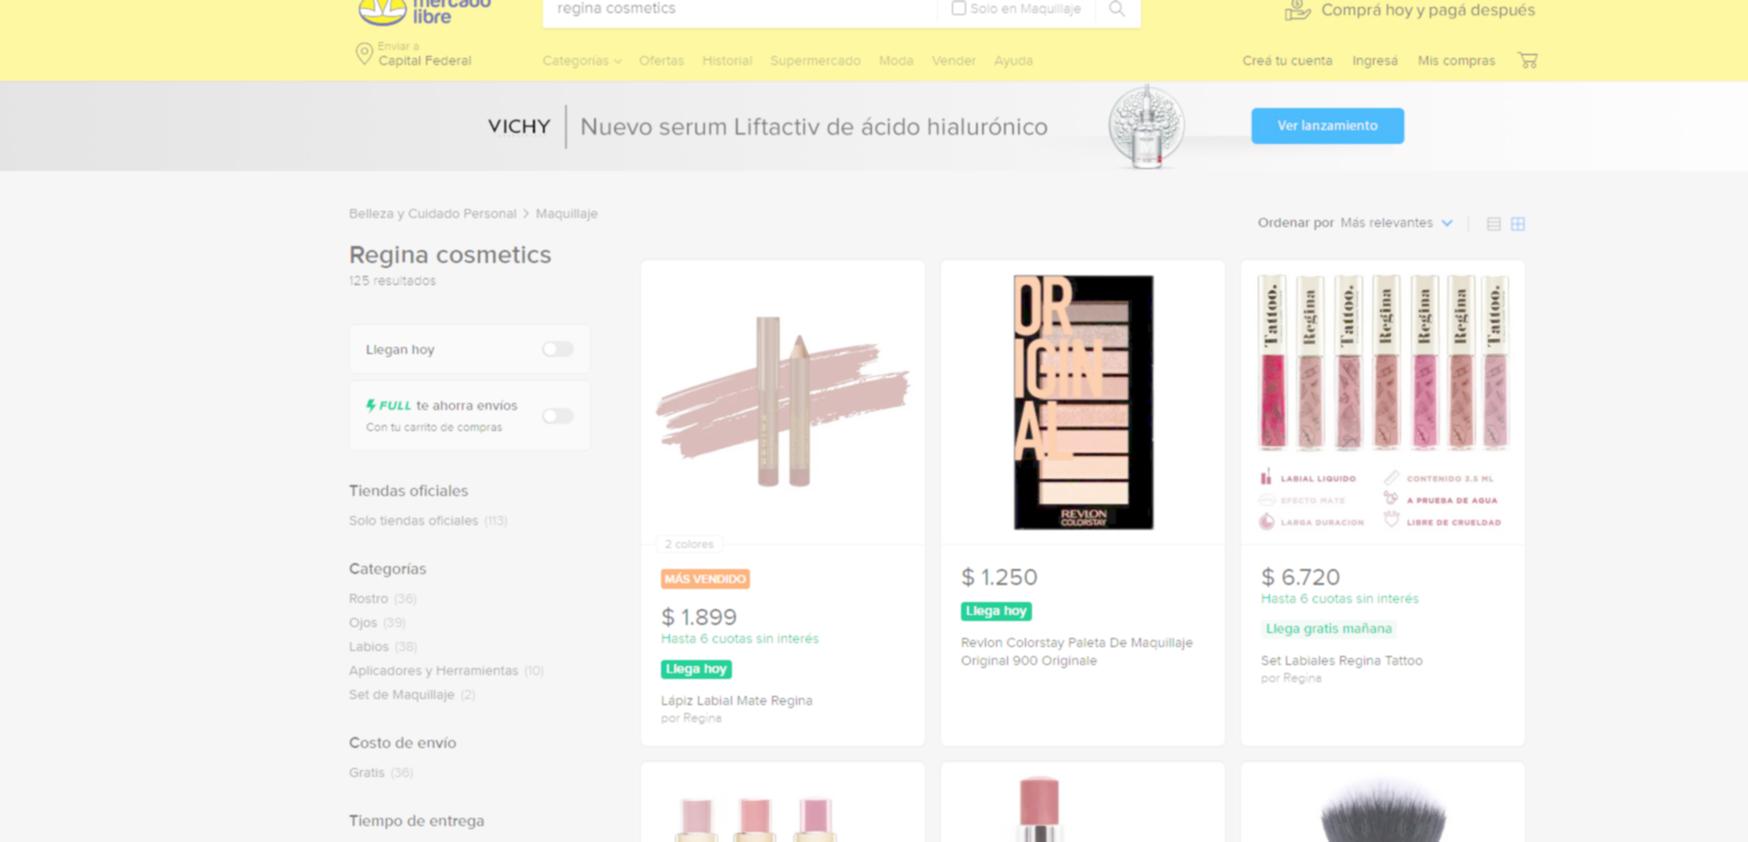 mercado
libre
regina cosmetics
Solo en Maquillaje
Comprá hoy y pagá después
Enviar a
Capital Federal
Categorías
Ofertas
Historial
Supermercado
Moda
Vender
Ayuda
Creá tu cuenta
Ingresá
Mis compras
VICHY
Nuevo serum Liftactiv de ácido hialurónico
Ver lanzamiento
Belleza y Cuidado Personal > Maquillaje
Regina cosmetics
125 resultados
Ordenar por Más relevantes
Llegan hoy
FULL te ahorra envíos
Con tu carrito de compras
Tiendas oficiales
Solo tiendas oficiales (113)
Categorías
Rostro (36)
Ojos (39)
Labios (38)
Aplicadores y Herramientas (10)
Set de Maquillaje (2)
Costo de envío
Gratis (36)
Tiempo de entrega
2 colores
MÁS VENDIDO
$ 1.899
Hasta 6 cuotas sin interés
Llega hoy
Lápiz Labial Mate Regina
por Regina
OR
IGIN
AL
REVLON
COLORSTAY
$ 1.250
Llega hoy
Revlon Colorstay Paleta De Maquillaje
Original 900 Originale
Tattoo.
Regina
Tattoo.
Regina
Tattoo.
Regina
Tattoo.
LABIAL LIQUIDO
CONTENIDO 3.5 ML
EFECTO MATE
A PRUEBA DE AGUA
LARGA DURACION
LIBRE DE CRUELDAD
$ 6.720
Hasta 6 cuotas sin interés
Llega gratis mañana
Set Labiales Regina Tattoo
por Regina